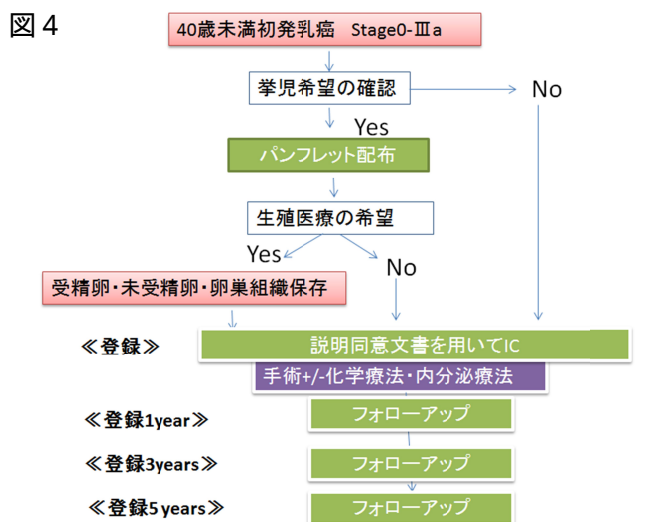 図4
40歳未満初発乳癌 Stage0-Ⅲa
挙児希望の確認
No
Yes
パンフレット配布
生殖医療の希望
Yes
No
受精卵・未受精卵・卵巣組織保存
≪登録≫
説明同意文書を用いてIC
手術+/-化学療法・内分泌療法
≪登録1year≫
フォローアップ
≪登録3years≫
フォローアップ
≪登録5years≫
フォローアップ